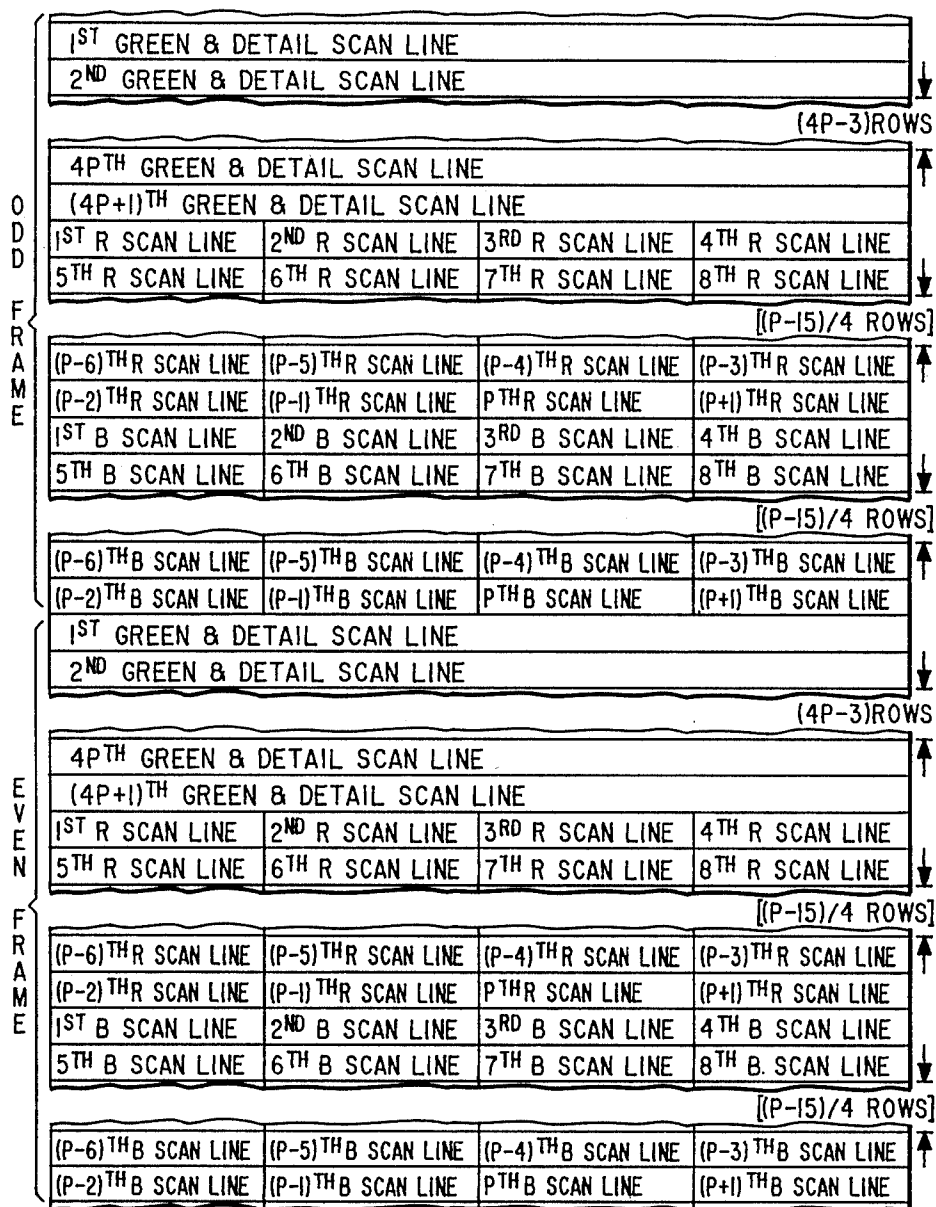 1ST GREEN & DETAIL SCAN LINE
2ND GREEN & DETAIL SCAN LINE
(4P-3)ROWS
4PTH GREEN & DETAIL SCAN LINE
(4P+1)TH GREEN & DETAIL SCAN LINE
1ST R SCAN LINE 2ND R SCAN LINE 3RD R SCAN LINE 4TH R SCAN LINE
5TH R SCAN LINE 6TH R SCAN LINE 7TH R SCAN LINE 8TH R SCAN LINE
ODD FRAME
[(P-15)/4 ROWS]
(P-6)THR SCAN LINE (P-5)THR SCAN LINE (P-4)THR SCAN LINE (P-3)THR SCAN LINE
(P-2)THR SCAN LINE (P-1)THR SCAN LINE PTHR SCAN LINE (P+1)THR SCAN LINE
1ST B SCAN LINE 2ND B SCAN LINE 3RD B SCAN LINE 4TH B SCAN LINE
5TH B SCAN LINE 6TH B SCAN LINE 7TH B SCAN LINE 8TH B SCAN LINE
[(P-15)/4 ROWS]
(P-6)THB SCAN LINE (P-5)THB SCAN LINE (P-4)THB SCAN LINE (P-3)THB SCAN LINE
(P-2)THB SCAN LINE (P-1)THB SCAN LINE PTHB SCAN LINE (P+1)THB SCAN LINE
1ST GREEN & DETAIL SCAN LINE
2ND GREEN & DETAIL SCAN LINE
(4P-3)ROWS
4PTH GREEN & DETAIL SCAN LINE
(4P+1)TH GREEN & DETAIL SCAN LINE
1ST R SCAN LINE 2ND R SCAN LINE 3RD R SCAN LINE 4TH R SCAN LINE
5TH R SCAN LINE 6TH R SCAN LINE 7TH R SCAN LINE 8TH R SCAN LINE
EVEN FRAME
[(P-15)/4 ROWS]
(P-6)THR SCAN LINE (P-5)THR SCAN LINE (P-4)THR SCAN LINE (P-3)THR SCAN LINE
(P-2)THR SCAN LINE (P-1)THR SCAN LINE PTHR SCAN LINE (P+1)THR SCAN LINE
1ST B SCAN LINE 2ND B SCAN LINE 3RD B SCAN LINE 4TH B SCAN LINE
5TH B SCAN LINE 6TH B SCAN LINE 7TH B SCAN LINE 8TH B. SCAN LINE
[(P-15)/4 ROWS]
(P-6)THB SCAN LINE (P-5)THB SCAN LINE (P-4)THB SCAN LINE (P-3)THB SCAN LINE
(P-2)THB SCAN LINE (P-1)THB SCAN LINE PTHB SCAN LINE (P+1)THB SCAN LINE